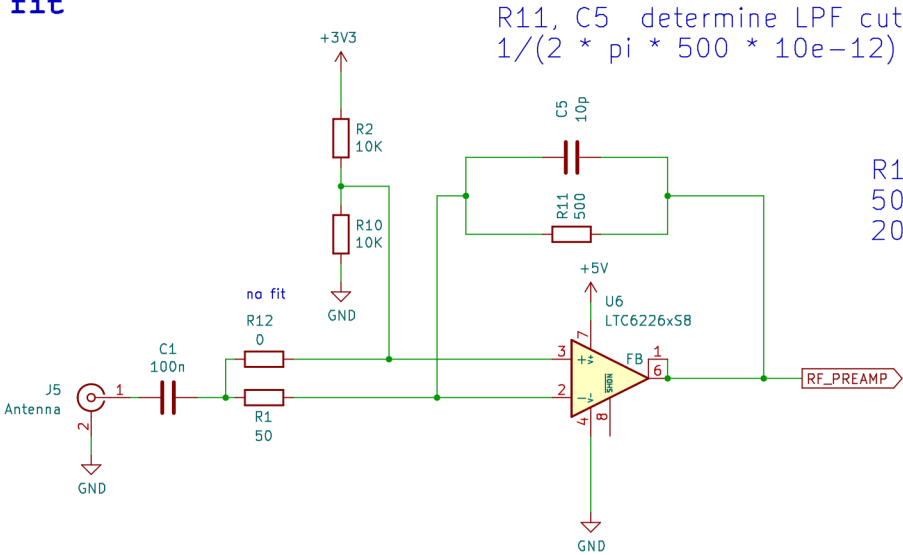 fit
R11, C5 determine LPF cut
1/(2 * pi * 500 * 10e-12)
+3V3
R2
10K
C5
10p
R11
500
R1
50
20
R10
10K
+5V
no fit
GND
U6
LTC6226xS8
R12
0
C1
100n
7
3
+
V+
FB
1
6
J5
Antenna
1
2
R1
50
2
-
V-
SHDN
4
8
RF_PREAMP
GND
GND